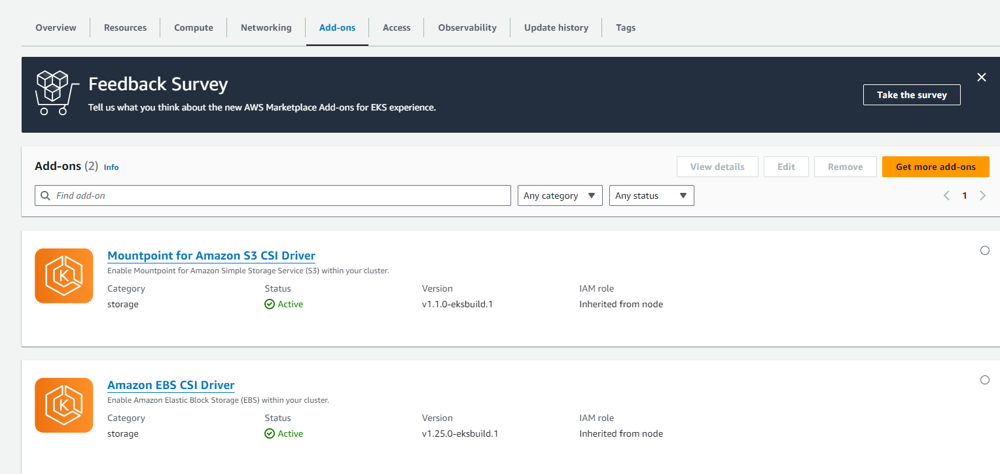 Overview Resources Compute Networking Add-ons Access Observability Update history Tags
Feedback Survey
Tell us what you think about the new AWS Marketplace Add-ons for EKS experience.
Take the survey
Add-ons (2) Info
View details Edit Remove Get more add-ons
Find add-on Any category Any status 1
K
Mountpoint for Amazon S3 CSI Driver
Enable Mountpoint for Amazon Simple Storage Service (S3) within your cluster.
Category Status Version IAM role
storage Active v1.1.0-eksbuild.1 Inherited from node
K
Amazon EBS CSI Driver
Enable Amazon Elastic Block Storage (EBS) within your cluster.
Category Status Version IAM role
storage Active v1.25.0-eksbuild.1 Inherited from node